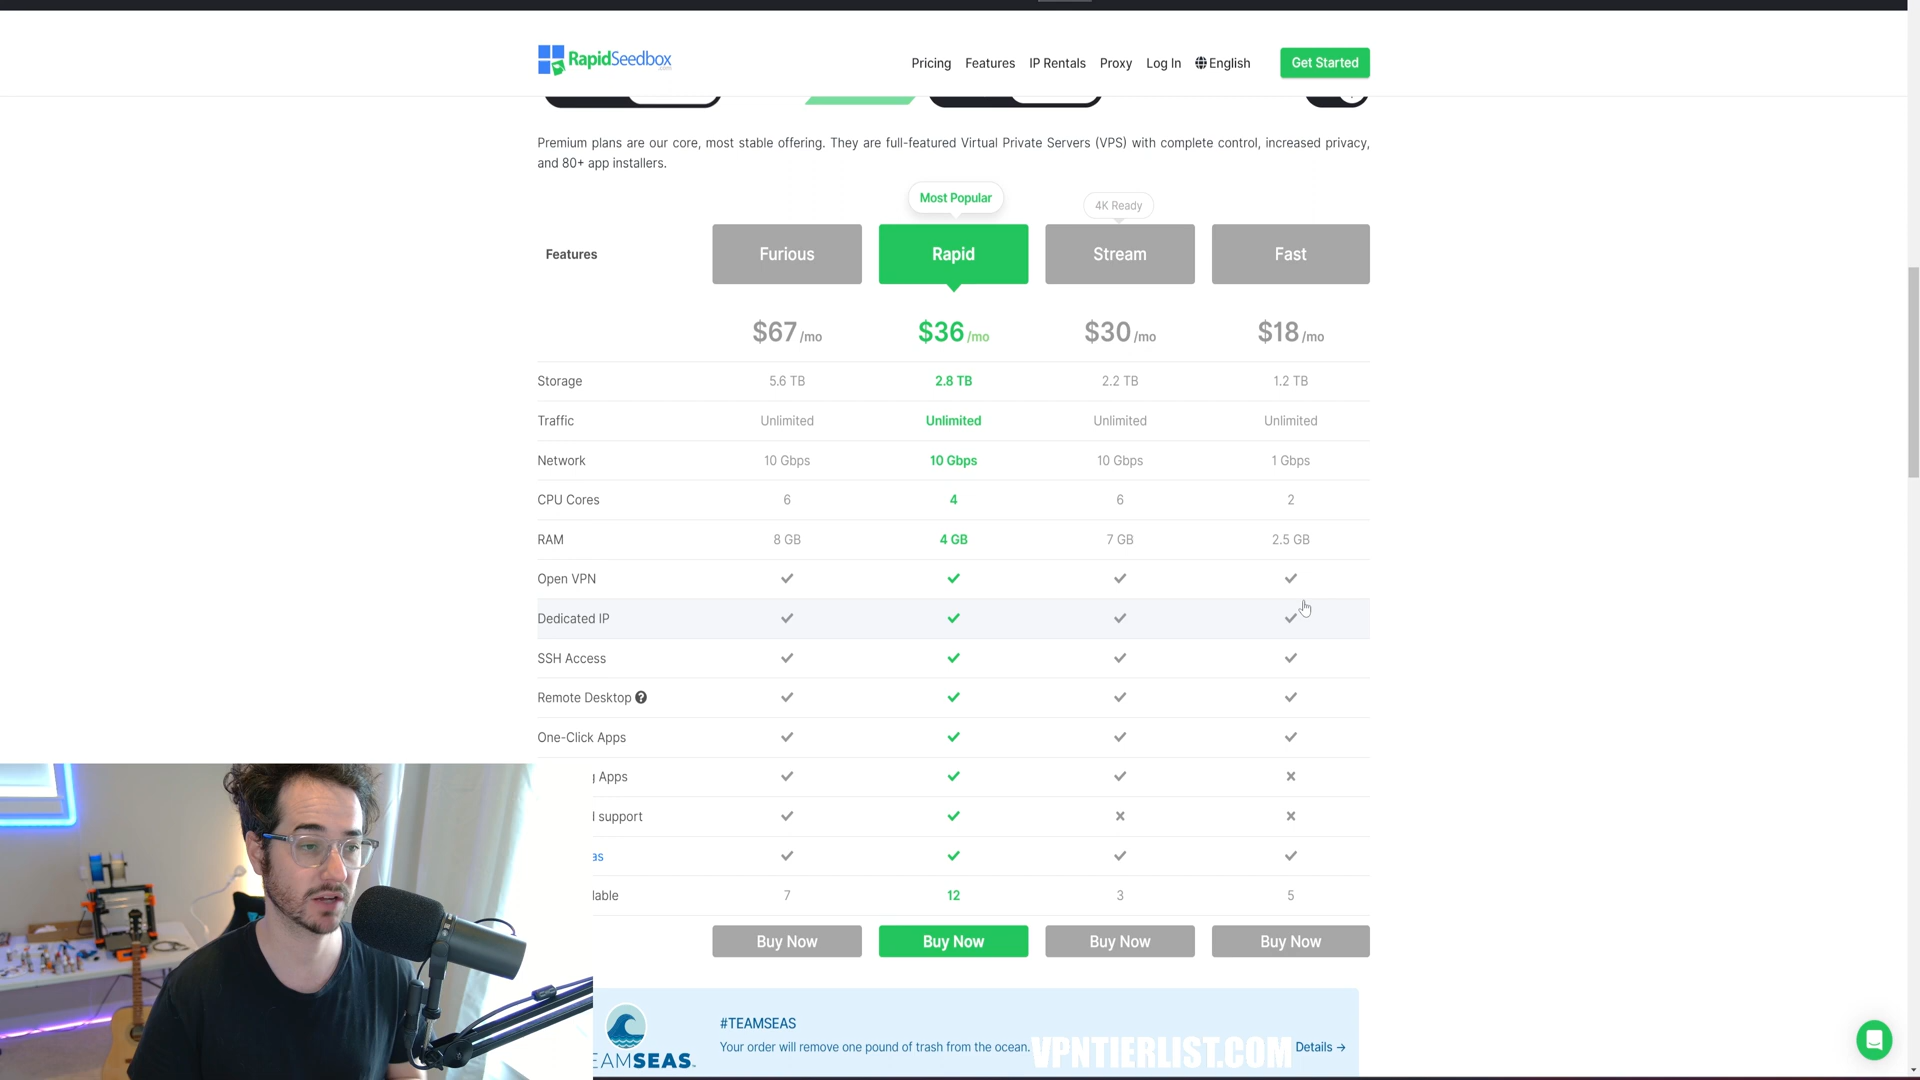 RapidSeedbox
.com
Pricing Features IP Rentals Proxy Log In English Get Started
Premium plans are our core, most stable offering. They are full-featured Virtual Private Servers (VPS) with complete control, increased privacy,
and 80+ app installers.
Most Popular
4K Ready
Features Furious Rapid Stream Fast
$67 /mo $36 /mo $30 /mo $18 /mo
Storage 5.6 TB 2.8 TB 2.2 TB 1.2 TB
Traffic Unlimited Unlimited Unlimited Unlimited
Network 10 Gbps 10 Gbps 10 Gbps 1 Gbps
CPU Cores 6 4 6 2
RAM 8 GB 4 GB 7 GB 2.5 GB
Open VPN
Dedicated IP
SSH Access
Remote Desktop ?
One-Click Apps
g Apps
d support
as
lable 7 12 3 5
Buy Now Buy Now Buy Now Buy Now
#TEAMSEAS
EAMSEAS
Your order will remove one pound of trash from the ocean. Details →
VPNTIERLIST.COM